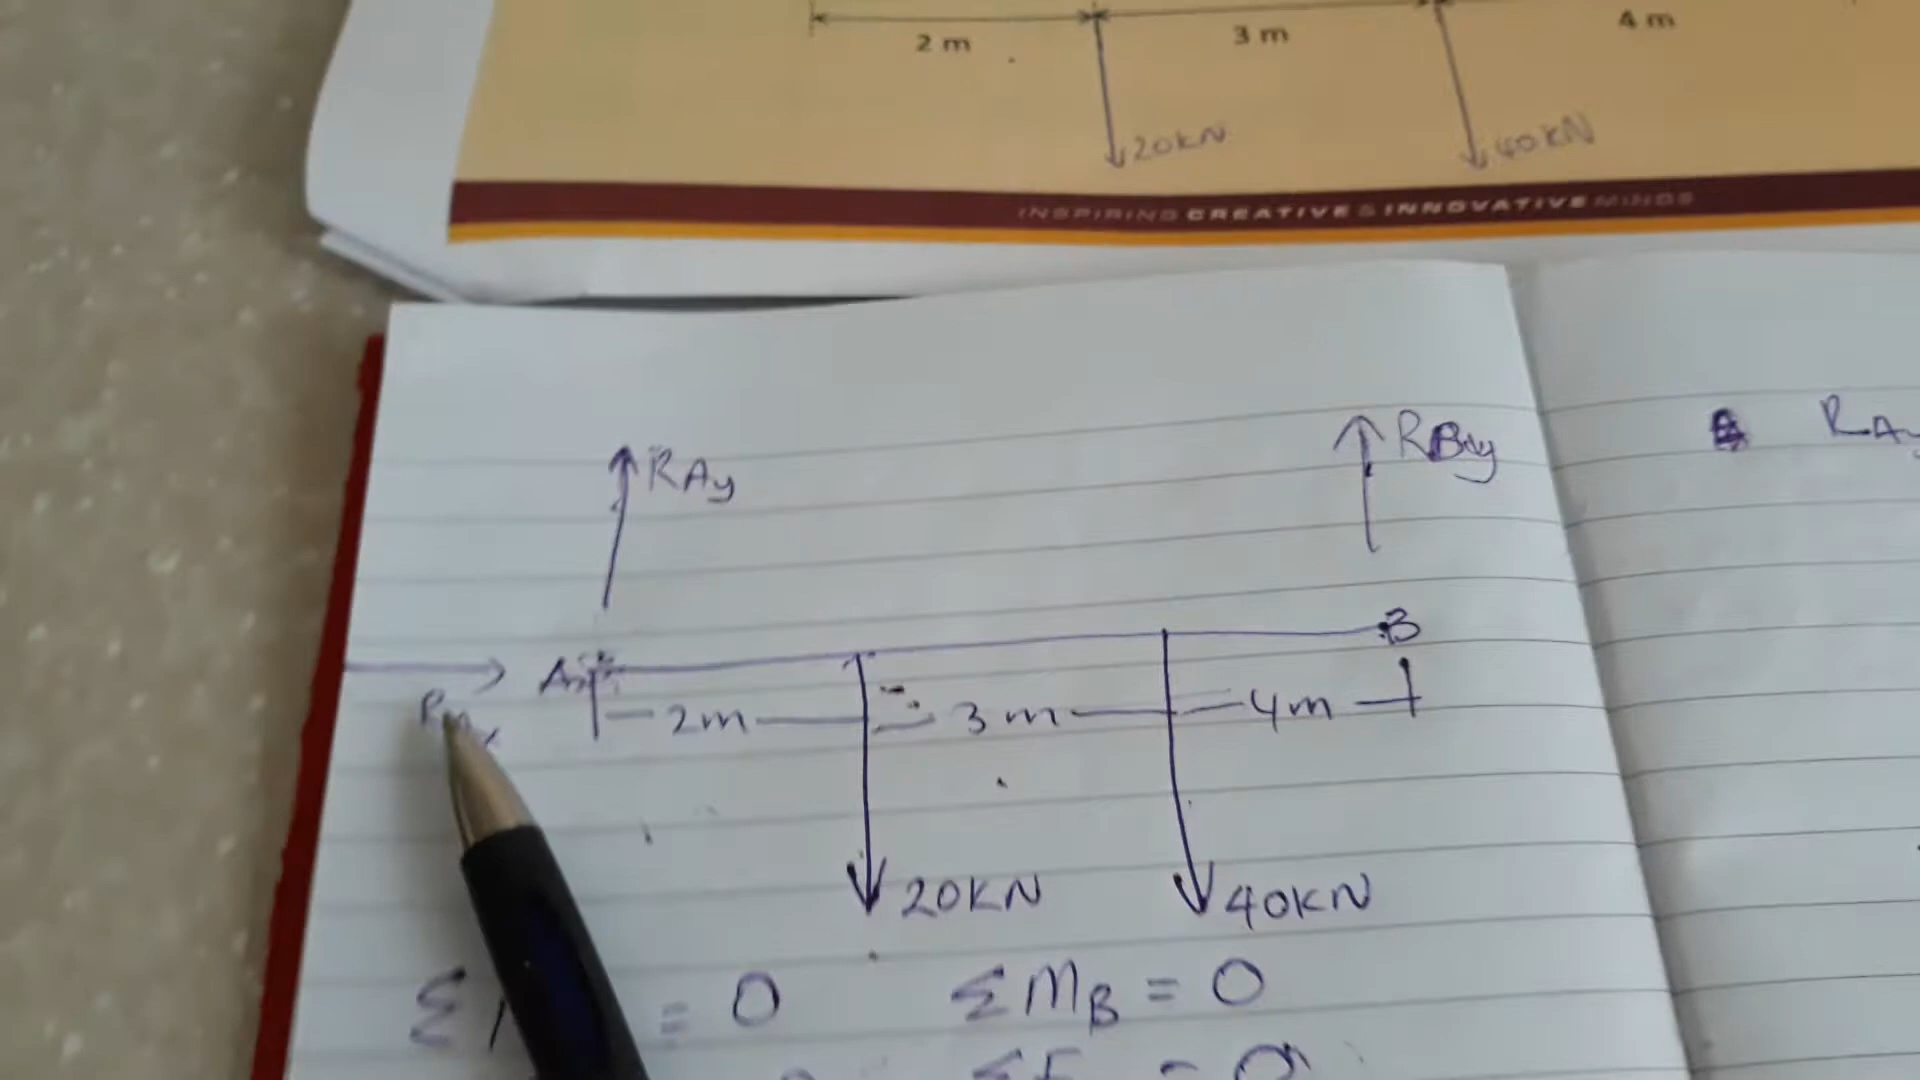 2 m 3 m 4 m
20KN 40KN
INSPIRING CREATIVE & INNOVATIVE MINDS
RAy RBy
A B
RAx
2m 3m 4m
20KN 40KN
= 0 ΣMB = 0